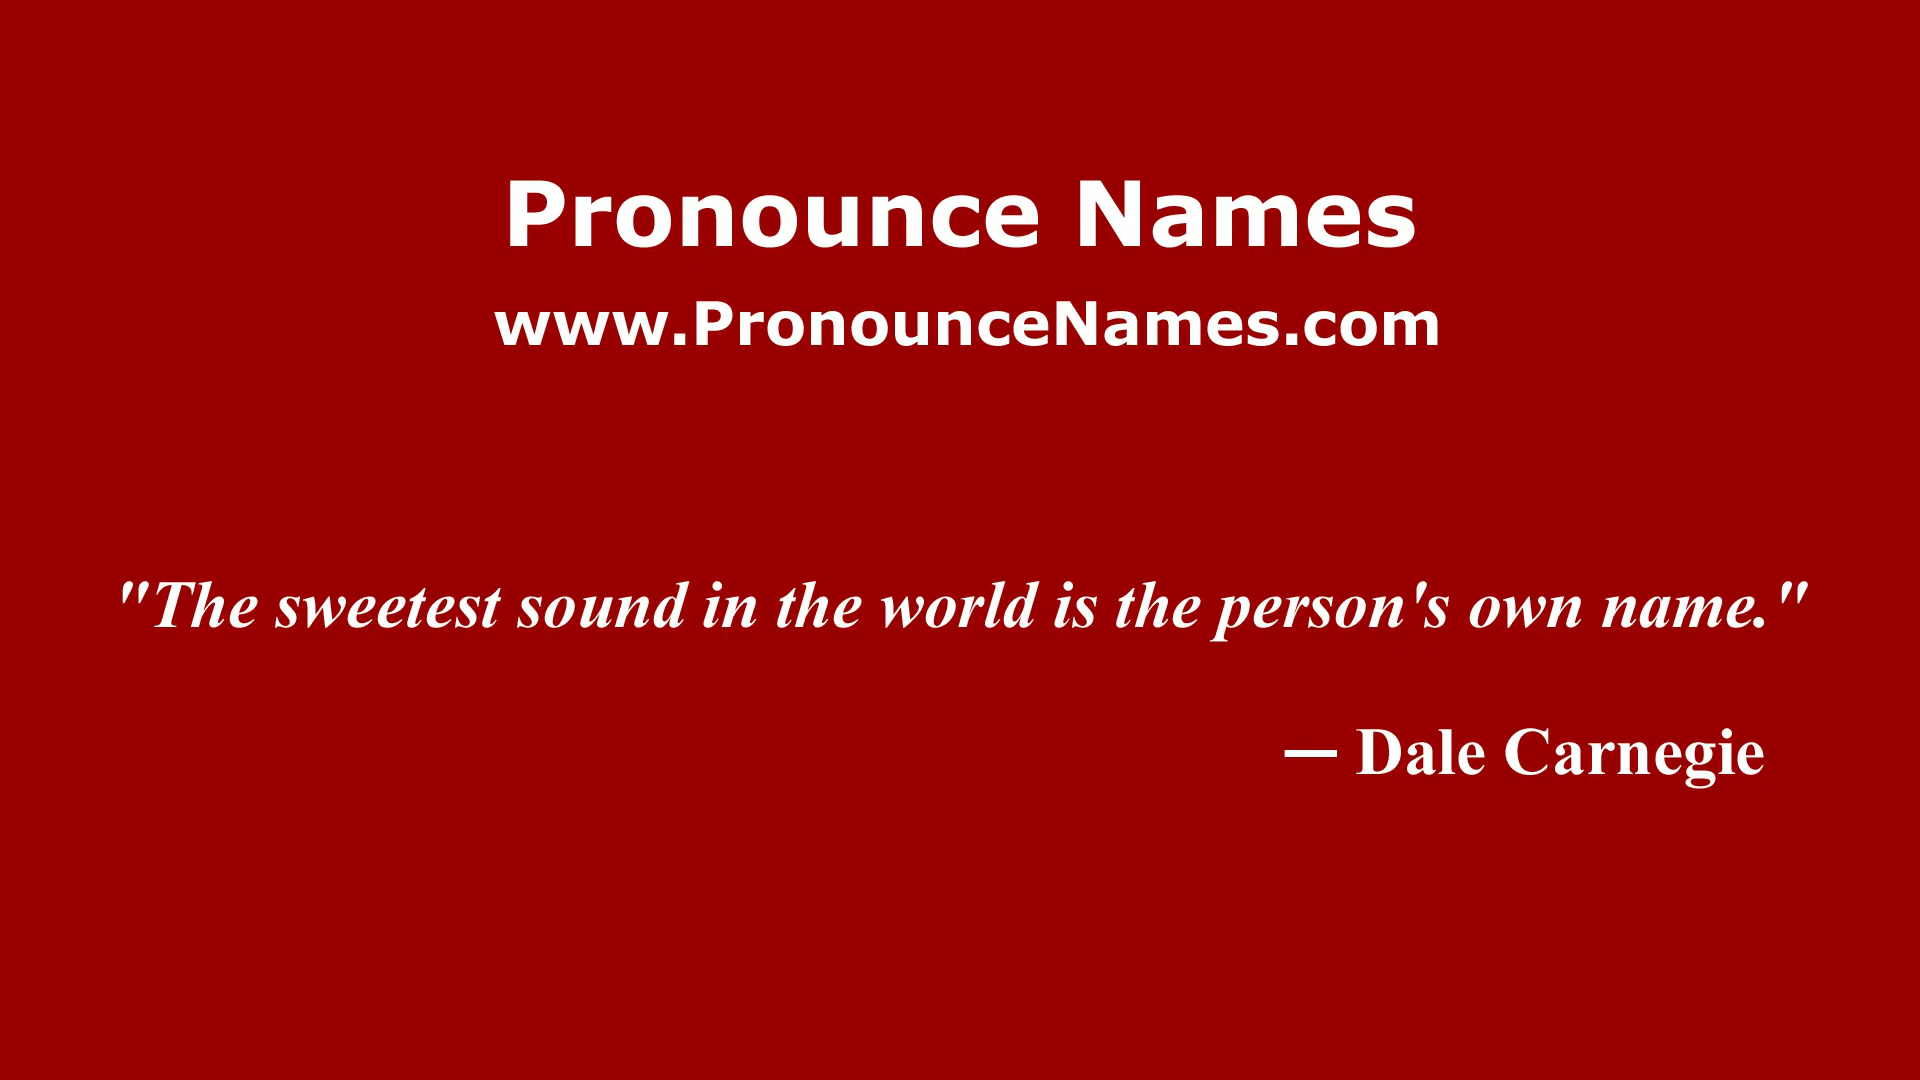 Pronounce Names
www.PronounceNames.com
"The sweetest sound in the world is the person's own name."
— Dale Carnegie